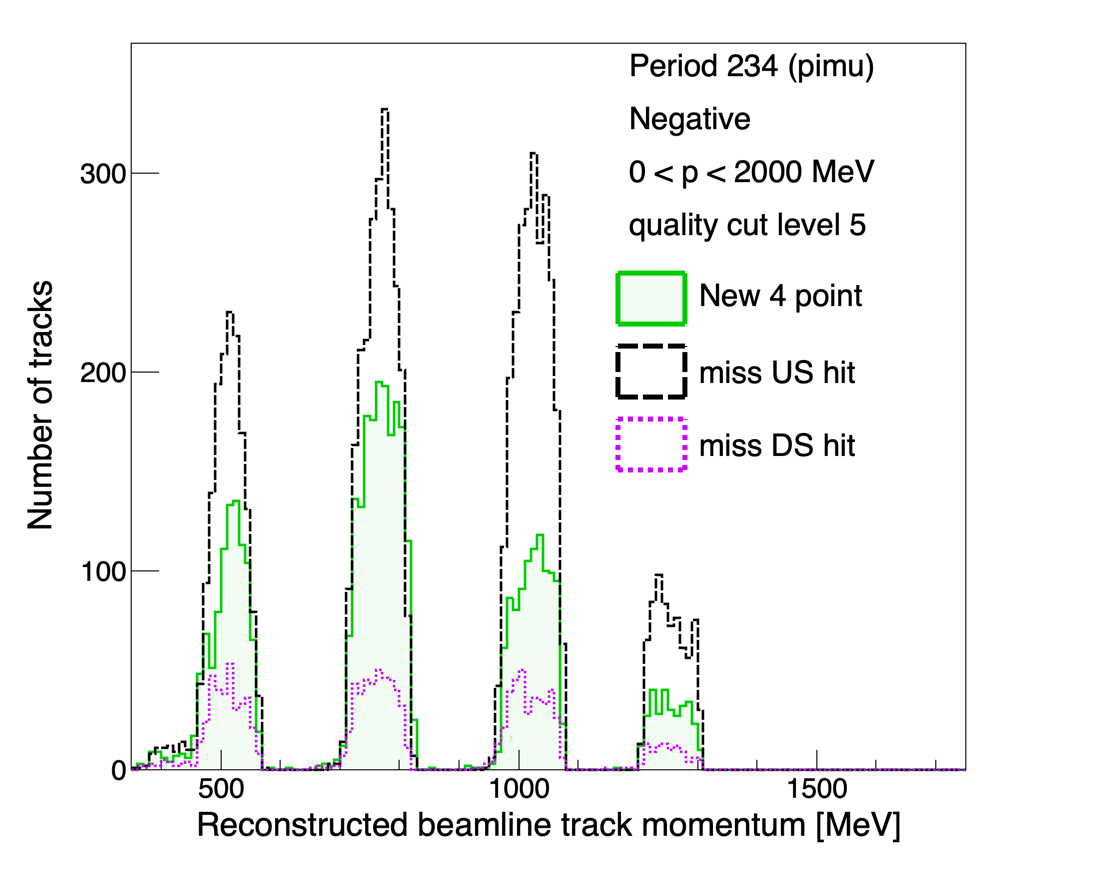 Period 234 (pimu)
Negative
0 < p < 2000 MeV
quality cut level 5
New 4 point
miss US hit
miss DS hit
Number of tracks
300
200
100
0
500
1000
1500
Reconstructed beamline track momentum [MeV]